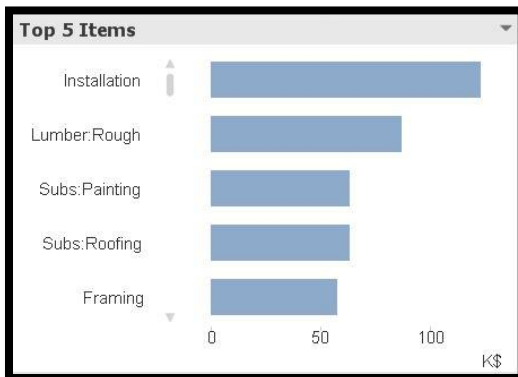 Top 5 Items
Installation
Lumber:Rough
Subs:Painting
Subs:Roofing
Framing
0 50 100
K$